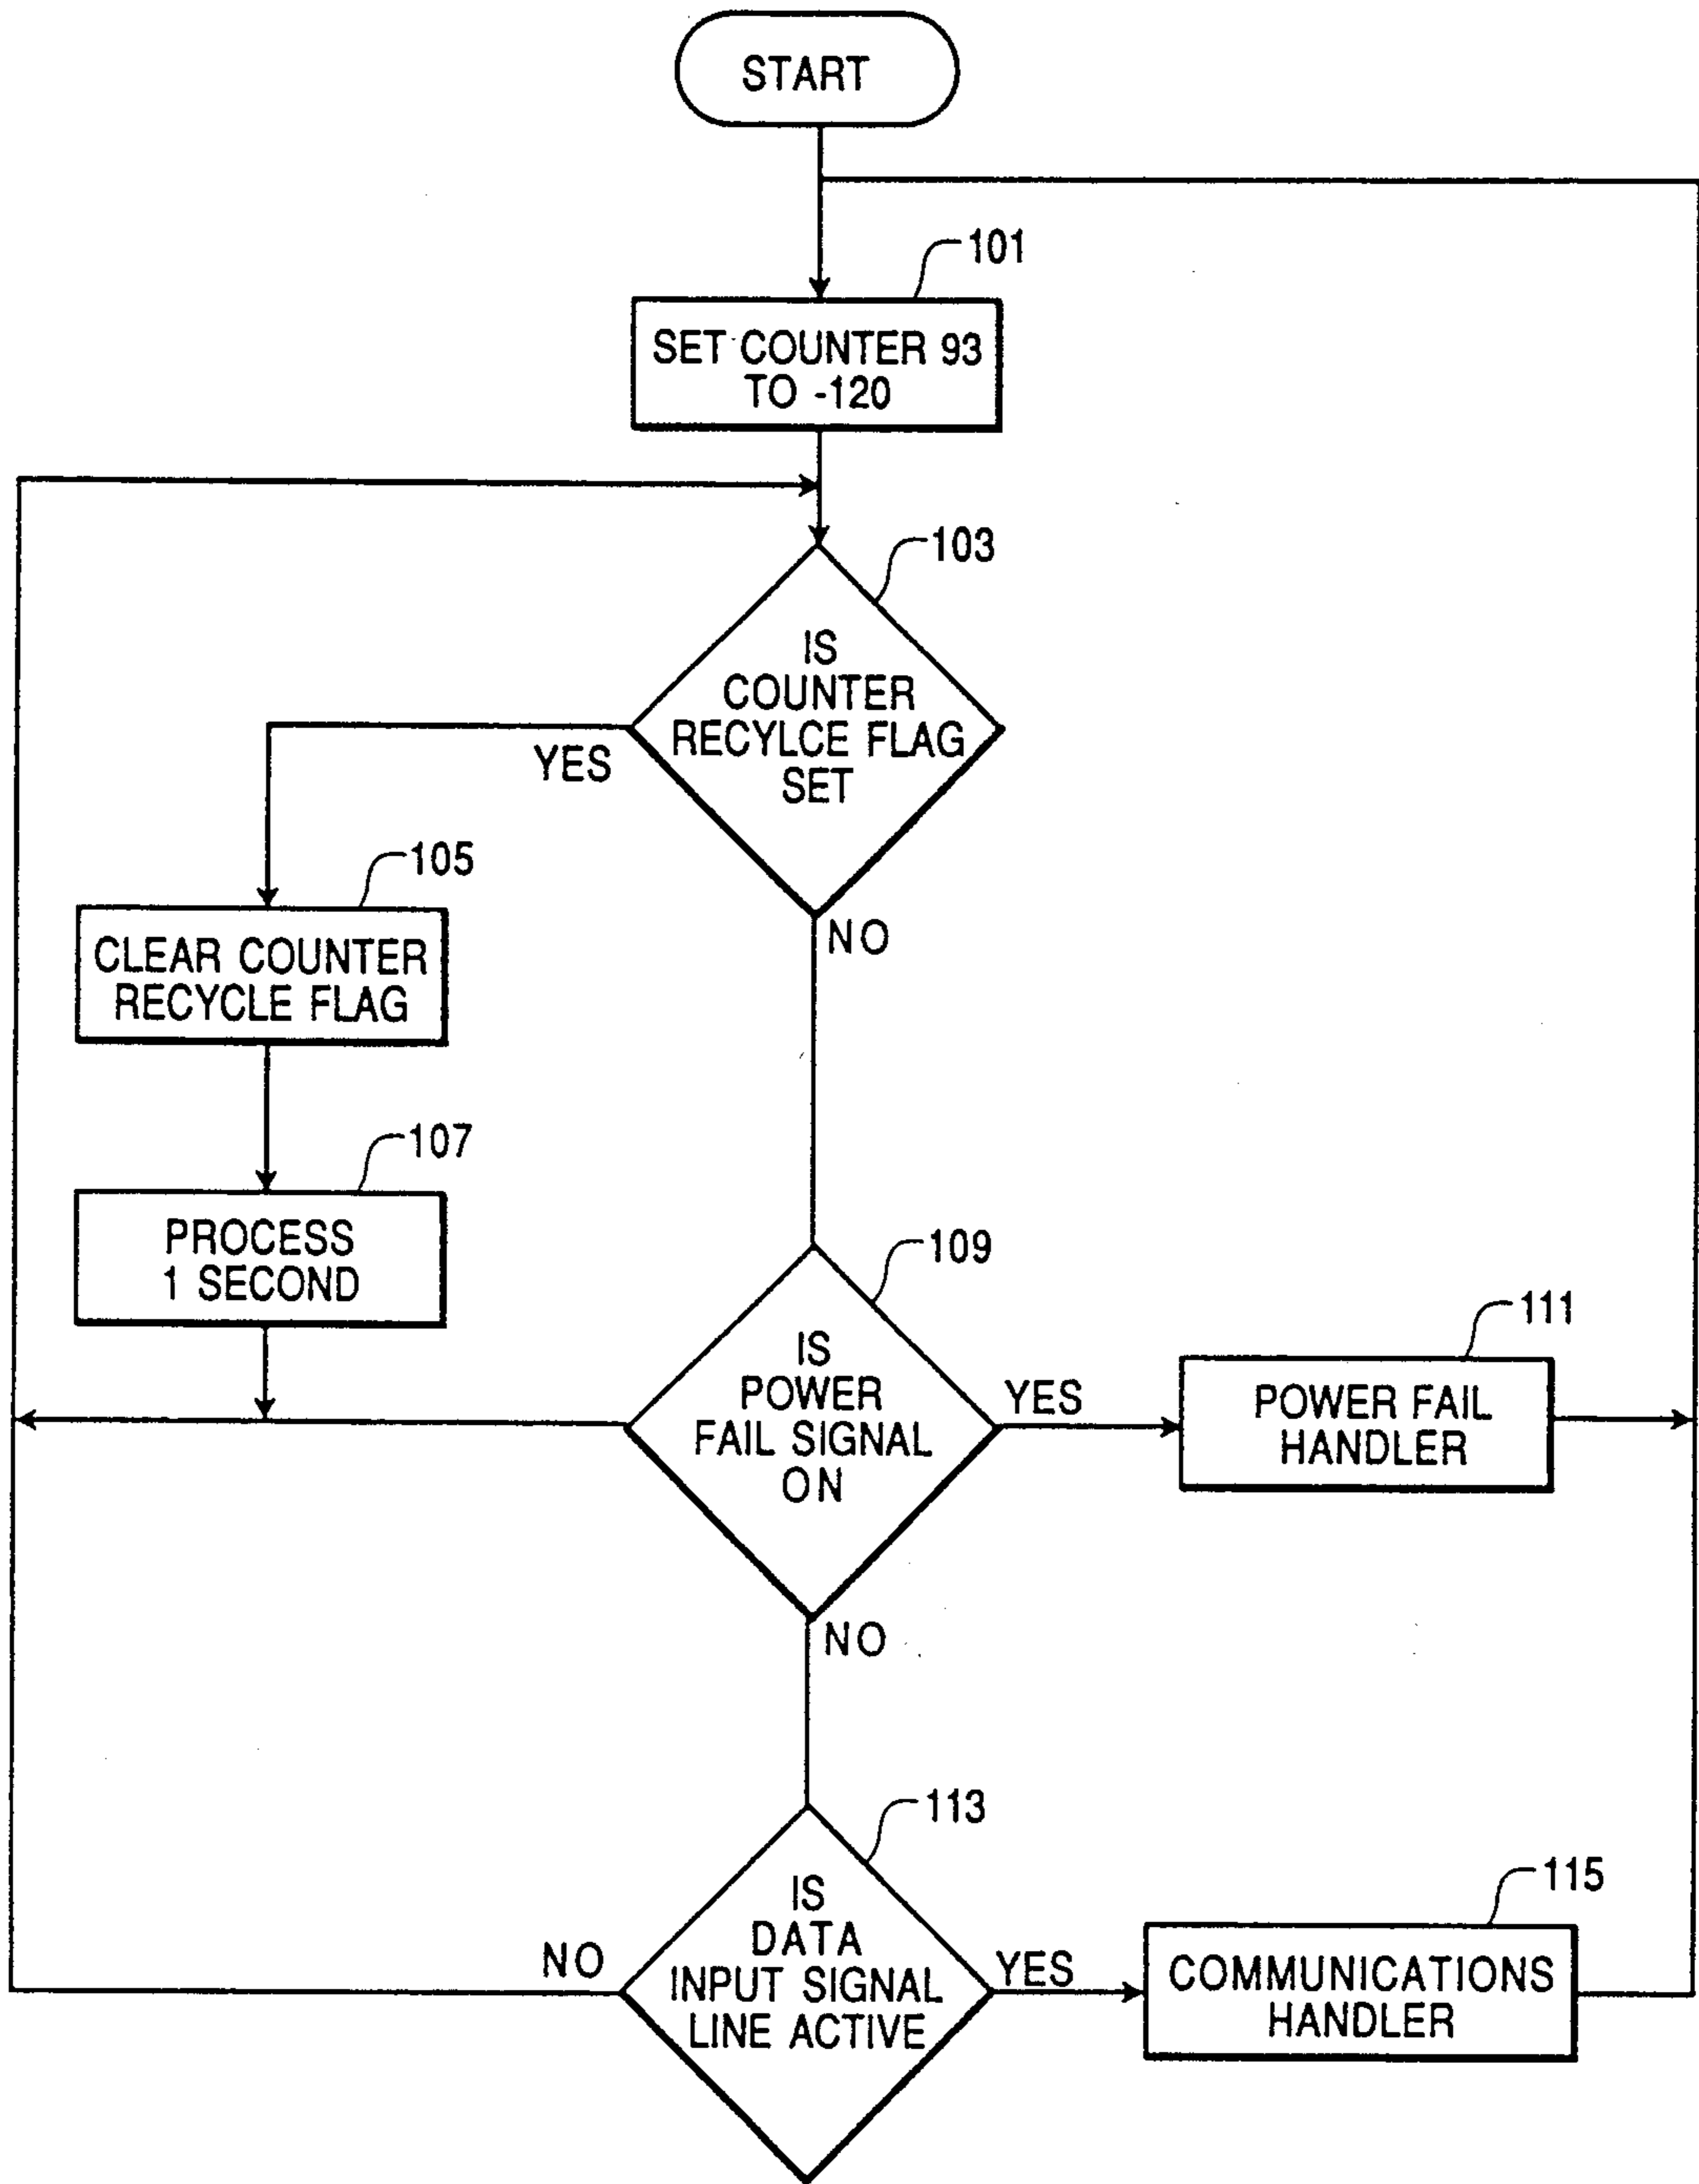 START
101
SET COUNTER 93
TO -120
103
IS
COUNTER
RECYLCE FLAG
SET
YES
NO
105
CLEAR COUNTER
RECYCLE FLAG
107
PROCESS
1 SECOND
109
IS
POWER
FAIL SIGNAL
ON
YES
NO
111
POWER FAIL
HANDLER
113
IS
DATA
INPUT SIGNAL
LINE ACTIVE
NO
YES
115
COMMUNICATIONS
HANDLER